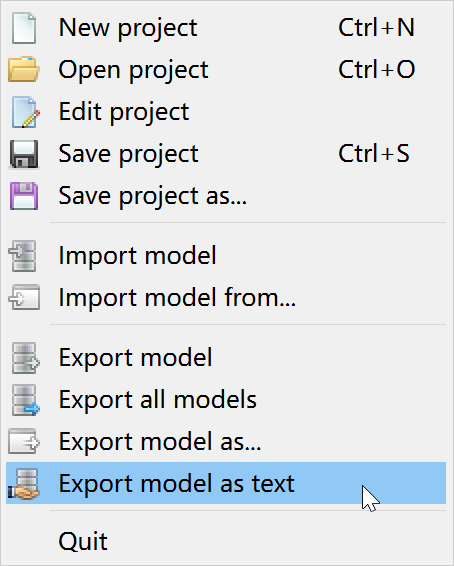 New project Ctrl+N
Open project Ctrl+O
Edit project
Save project Ctrl+S
Save project as...
Import model
Import model from...
Export model
Export all models
Export model as...
Export model as text
Quit